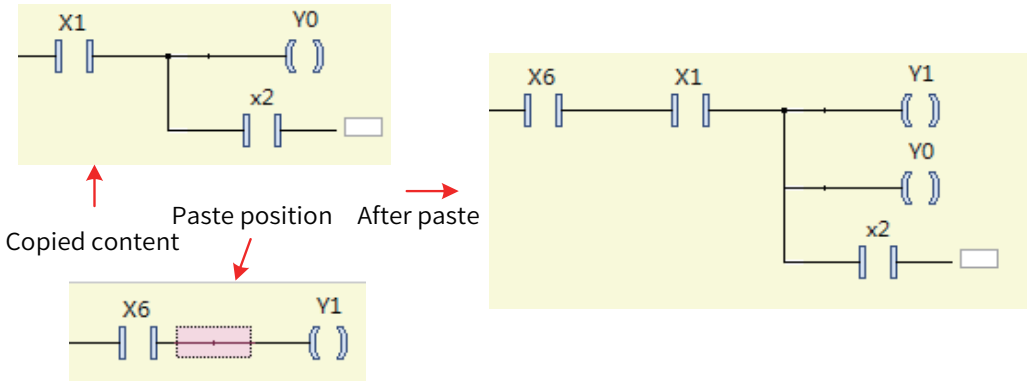 X1
Y0
x2
Copied content
Paste position
X6
Y1
After paste
X6
X1
Y1
Y0
x2